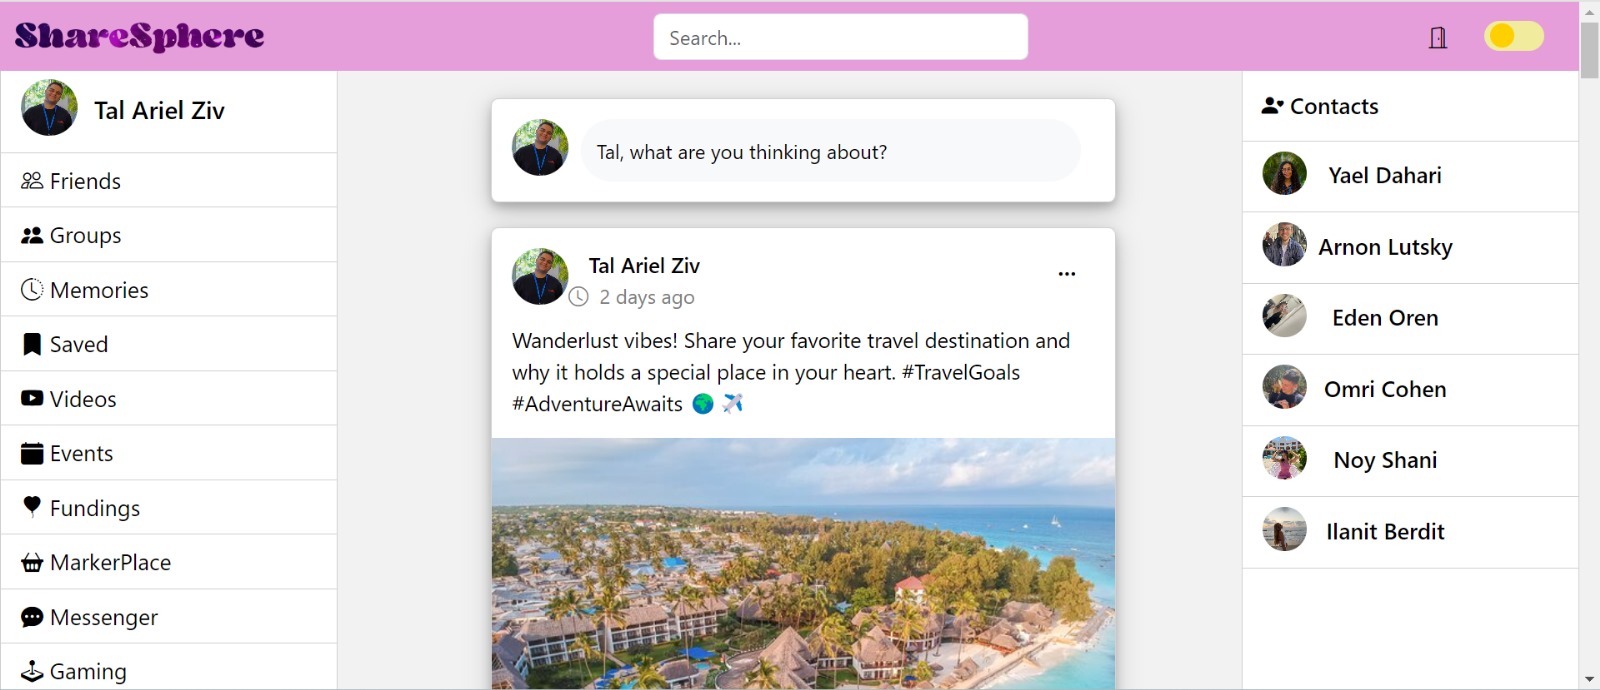 ShareSphere
Search...
Tal Ariel Ziv
Friends
Groups
Memories
Saved
Videos
Events
Fundings
MarkerPlace
Messenger
Gaming
Tal, what are you thinking about?
Tal Ariel Ziv
2 days ago
Wanderlust vibes! Share your favorite travel destination and
why it holds a special place in your heart. #TravelGoals
#AdventureAwaits 🌍 ✈️
Contacts
Yael Dahari
Arnon Lutsky
Eden Oren
Omri Cohen
Noy Shani
Ilanit Berdit